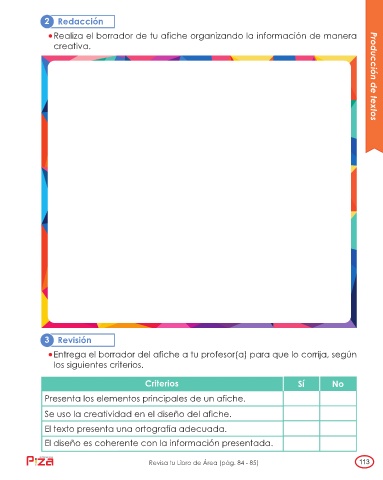 2 Redacción
•Realiza el borrador de tu afiche organizando la información de manera
creativa.
Producción de textos
3 Revisión
•Entrega el borrador del afiche a tu profesor(a) para que lo corrija, según
los siguientes criterios.
Criterios Sí No
Presenta los elementos principales de un afiche.
Se uso la creatividad en el diseño del afiche.
El texto presenta una ortografía adecuada.
El diseño es coherente con la información presentada.
Revisa tu Libro de Área (pág. 84 - 85) 113